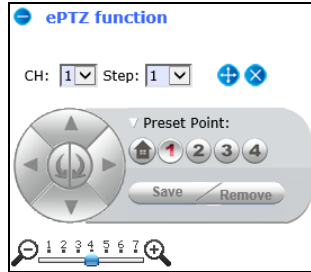 ePTZ function
CH: 1 Step: 1
Preset Point:
1 2 3 4
Save Remove
1 2 3 4 5 6 7